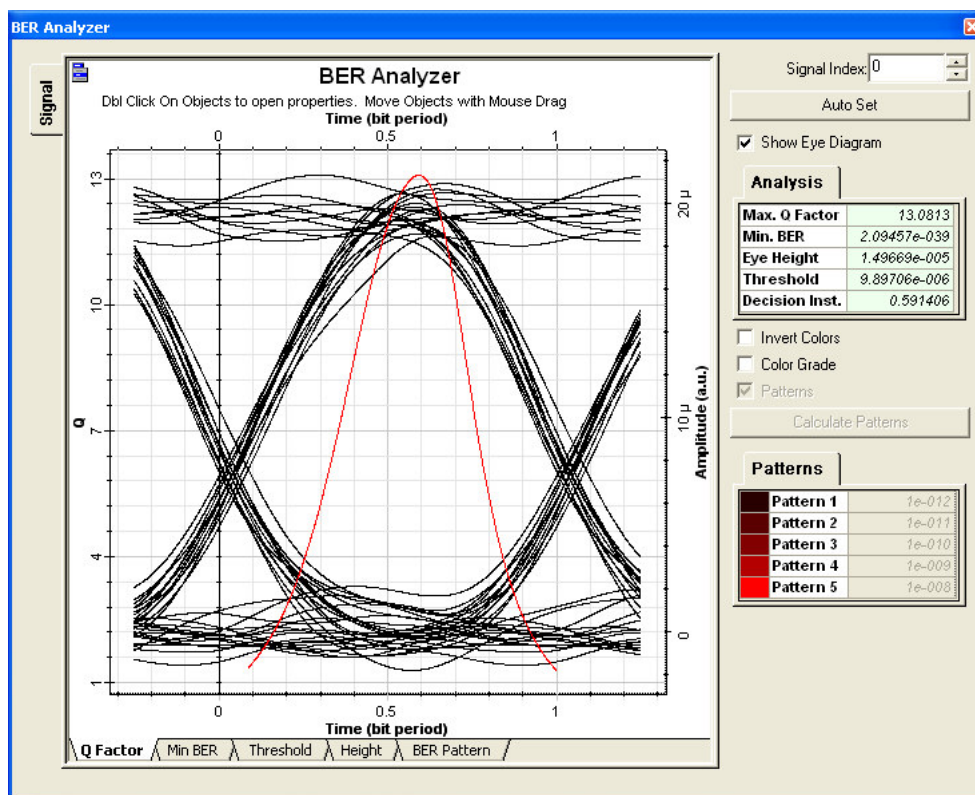 BER Analyzer
Signal
BER Analyzer
Dbl Click On Objects to open properties. Move Objects with Mouse Drag
Time (bit period)
0 0.5 1
13
10
7
4
1
Q
20 µ
10 µ
0
Amplitude (a.u.)
0 0.5 1
Time (bit period)
Q Factor Min BER Threshold Height BER Pattern
Signal Index: 0
Auto Set
Show Eye Diagram
Analysis
Max. Q Factor 13.0813
Min. BER 2.09457e-039
Eye Height 1.49669e-005
Threshold 9.89706e-006
Decision Inst. 0.591406
Invert Colors
Color Grade
Patterns
Calculate Patterns
Patterns
Pattern 1 1e-012
Pattern 2 1e-011
Pattern 3 1e-010
Pattern 4 1e-009
Pattern 5 1e-008